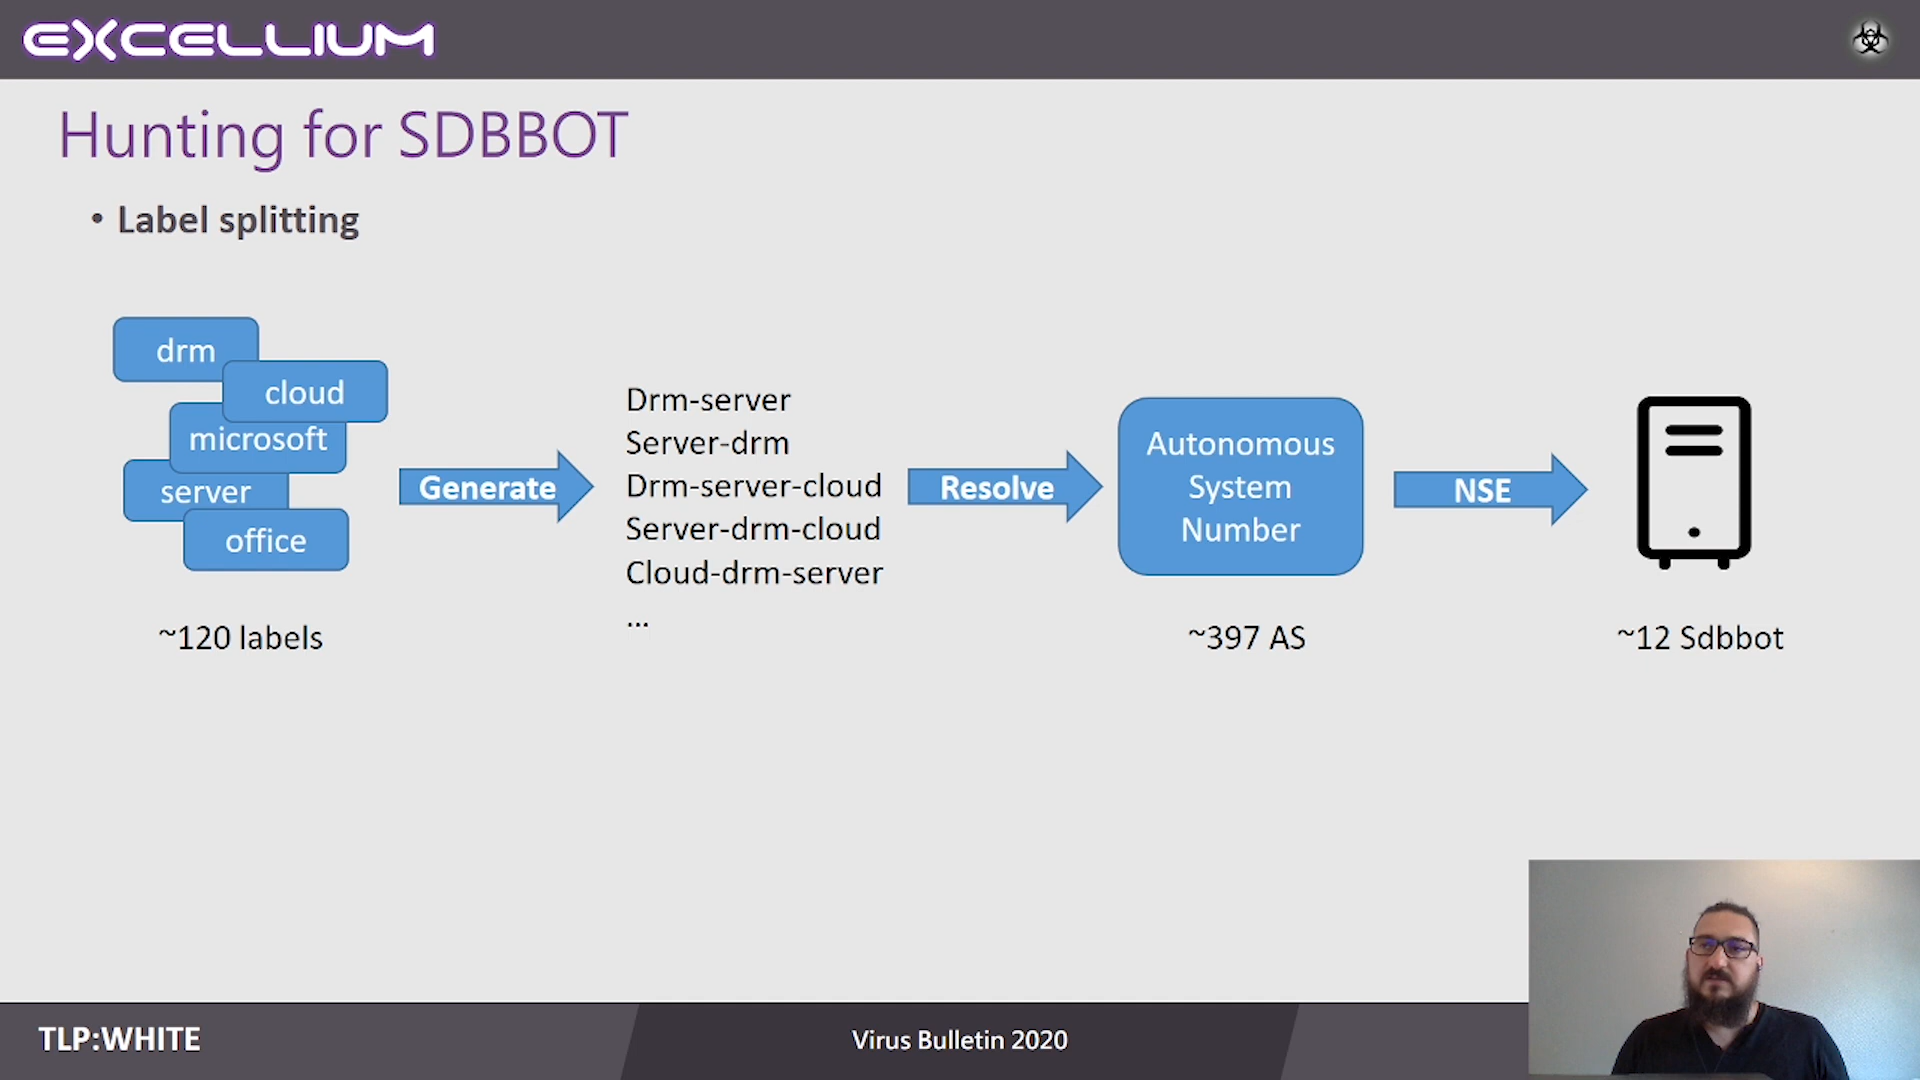 EXCELLIUM
Hunting for SDBBOT
• Label splitting
drm
cloud
microsoft
server
office
~120 labels
Generate
Drm-server
Server-drm
Drm-server-cloud
Server-drm-cloud
Cloud-drm-server
...
Resolve
Autonomous
System
Number
~397 AS
NSE
~12 Sdbbot
TLP:WHITE
Virus Bulletin 2020